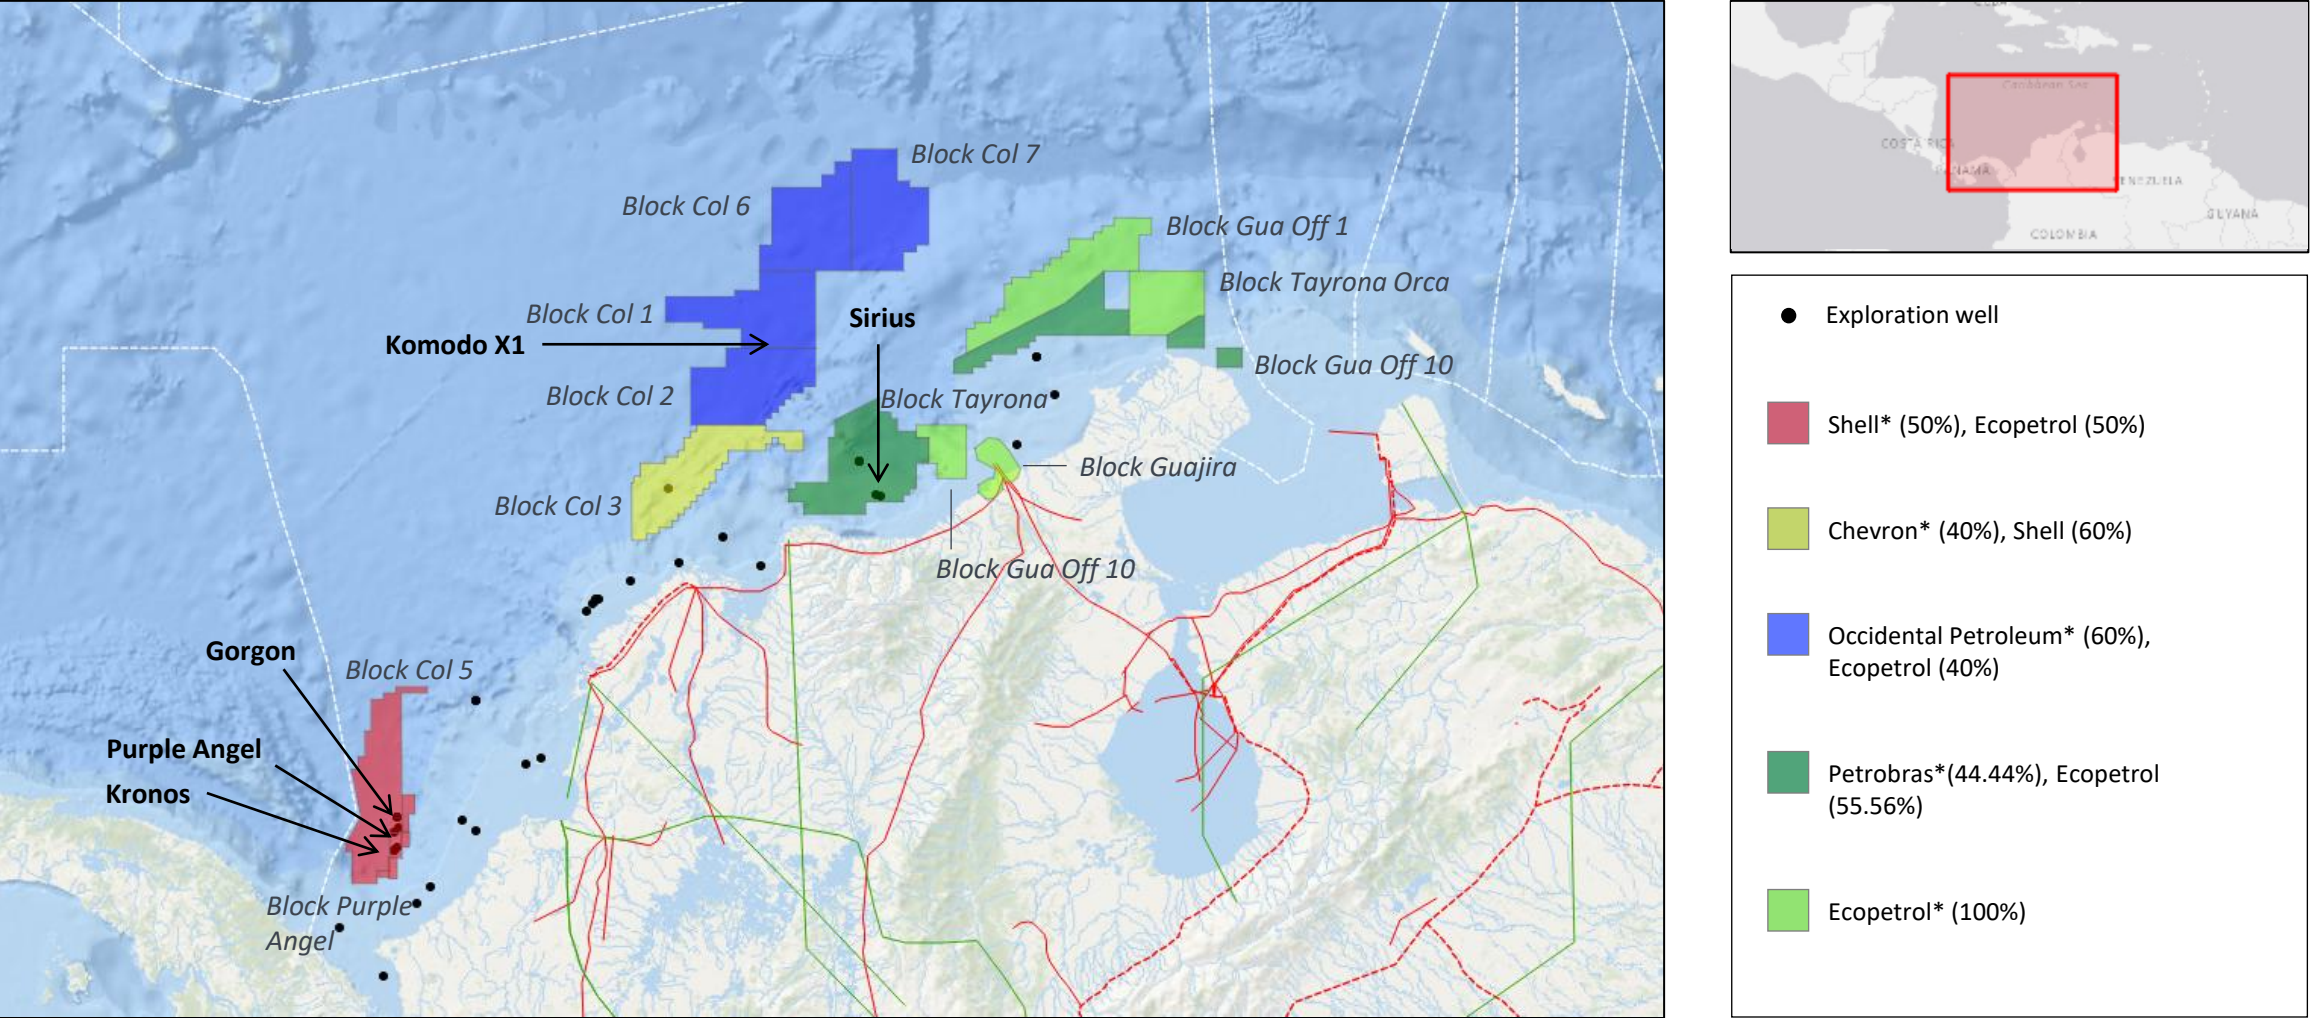 Block Col 7
Block Col 6
Block Gua Off 1
Block Tayrona Orca
Block Col 1
Sirius
Komodo X1
Block Gua Off 10
Block Col 2
Block Tayrona
Block Guajira
Block Col 3
Block Gua Off 10
Gorgon
Block Col 5
Purple Angel
Kronos
Block Purple
Angel
Caribbean Sea
COSTA RICA
PANAMA
VENEZUELA
GUYANA
COLOMBIA
Exploration well
Shell* (50%), Ecopetrol (50%)
Chevron* (40%), Shell (60%)
Occidental Petroleum* (60%),
Ecopetrol (40%)
Petrobras*(44.44%), Ecopetrol
(55.56%)
Ecopetrol* (100%)